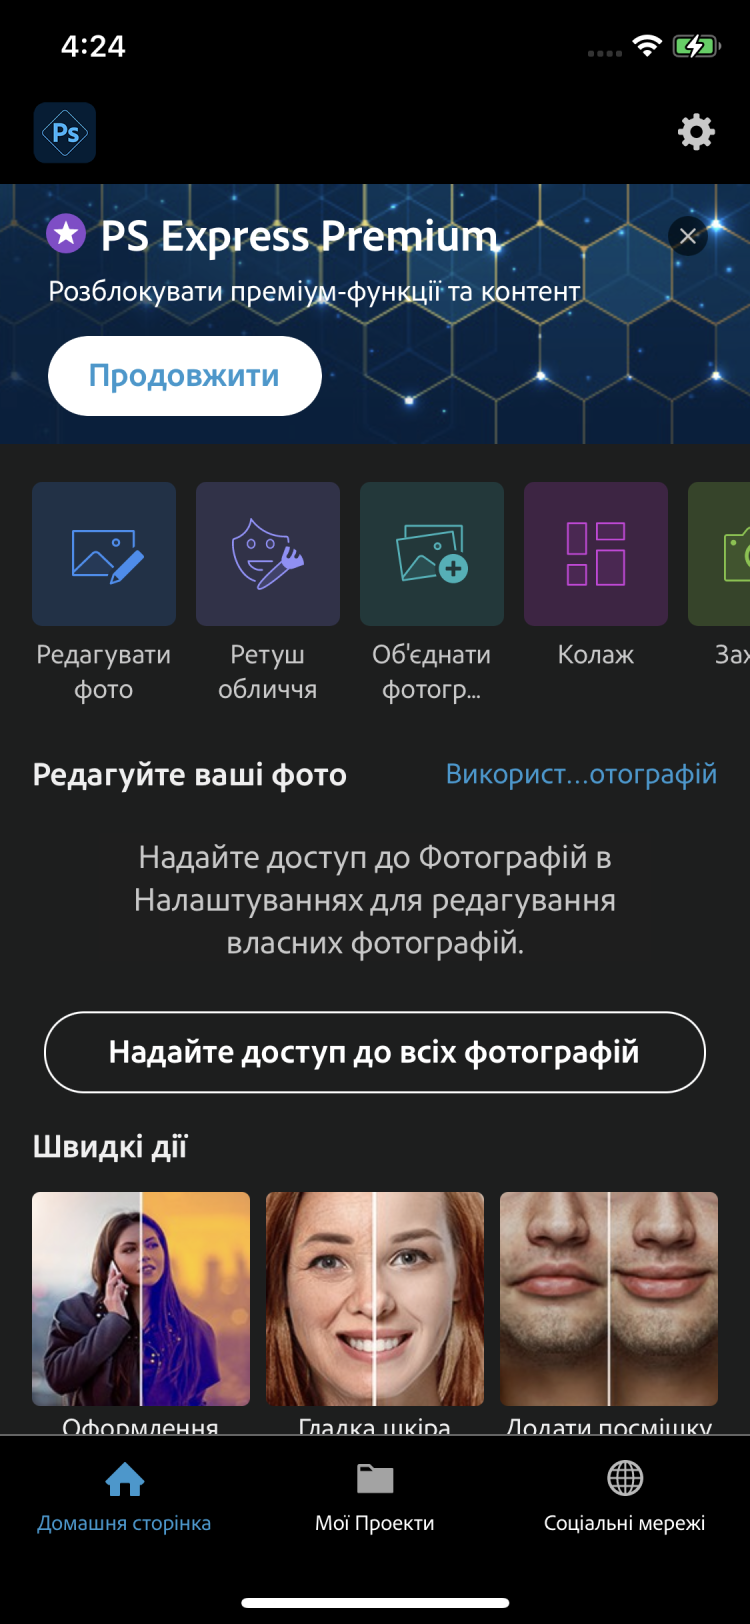 4:24
Ps
PS Express Premium
Розблокувати преміум-функції та контент
Продовжити
Редагувати фото
Ретуш обличчя
Об'єднати фотогр...
Колаж
Зах
Редагуйте ваші фото
Використ...отографій
Надайте доступ до Фотографій в
Налаштуваннях для редагування
власних фотографій.
Надайте доступ до всіх фотографій
Швидкі дії
Оформлення
Гладка шкіра
Додати посмішку
Домашня сторінка
Мої Проекти
Соціальні мережі